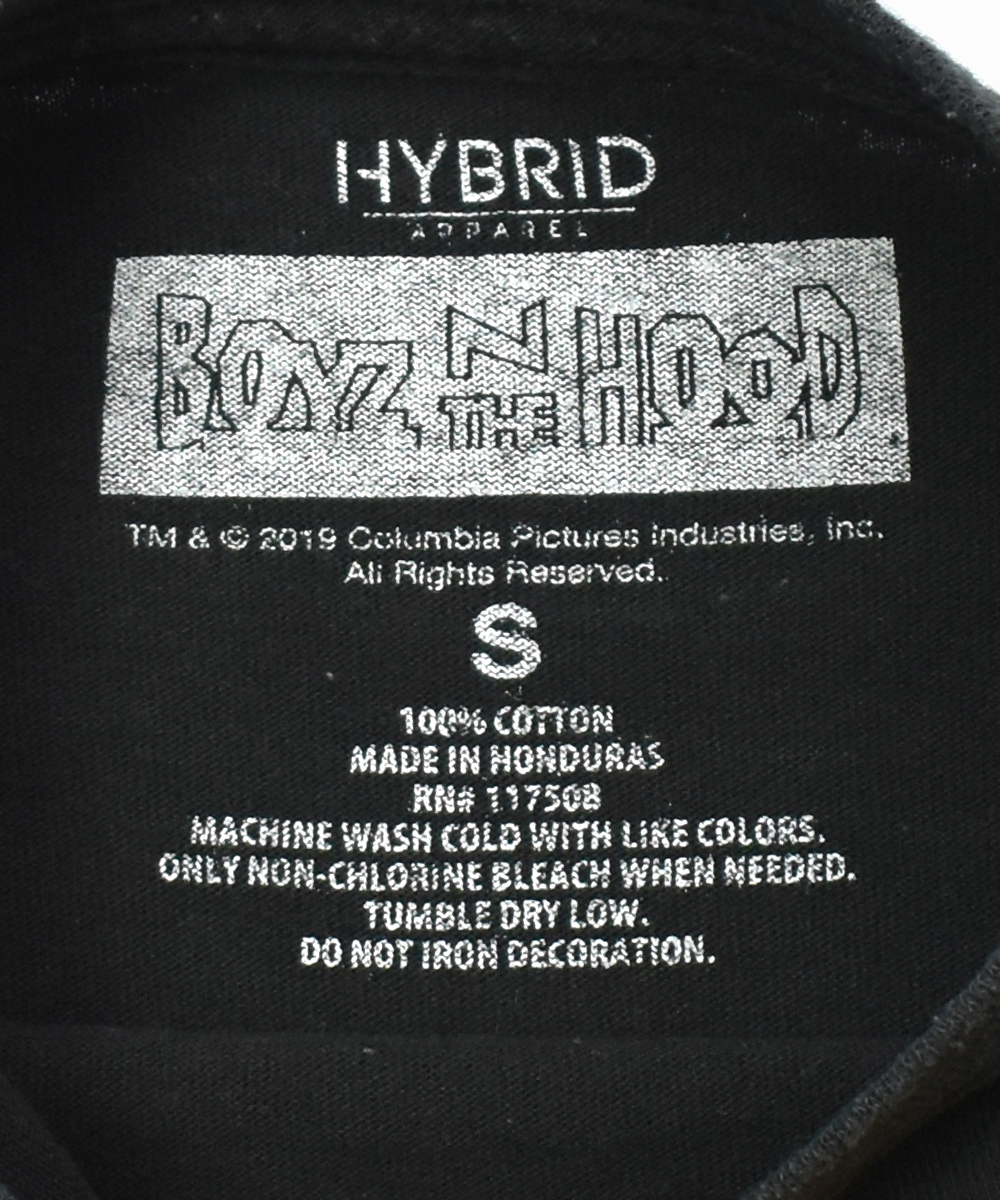 HYBRID
APPAREL
BOYZ N THE HOOD
TM & © 2019 Columbia Pictures Industries, Inc.
All Rights Reserved.
S
100% COTTON
MADE IN HONDURAS
RN# 117508
MACHINE WASH COLD WITH LIKE COLORS.
ONLY NON-CHLORINE BLEACH WHEN NEEDED.
TUMBLE DRY LOW.
DO NOT IRON DECORATION.